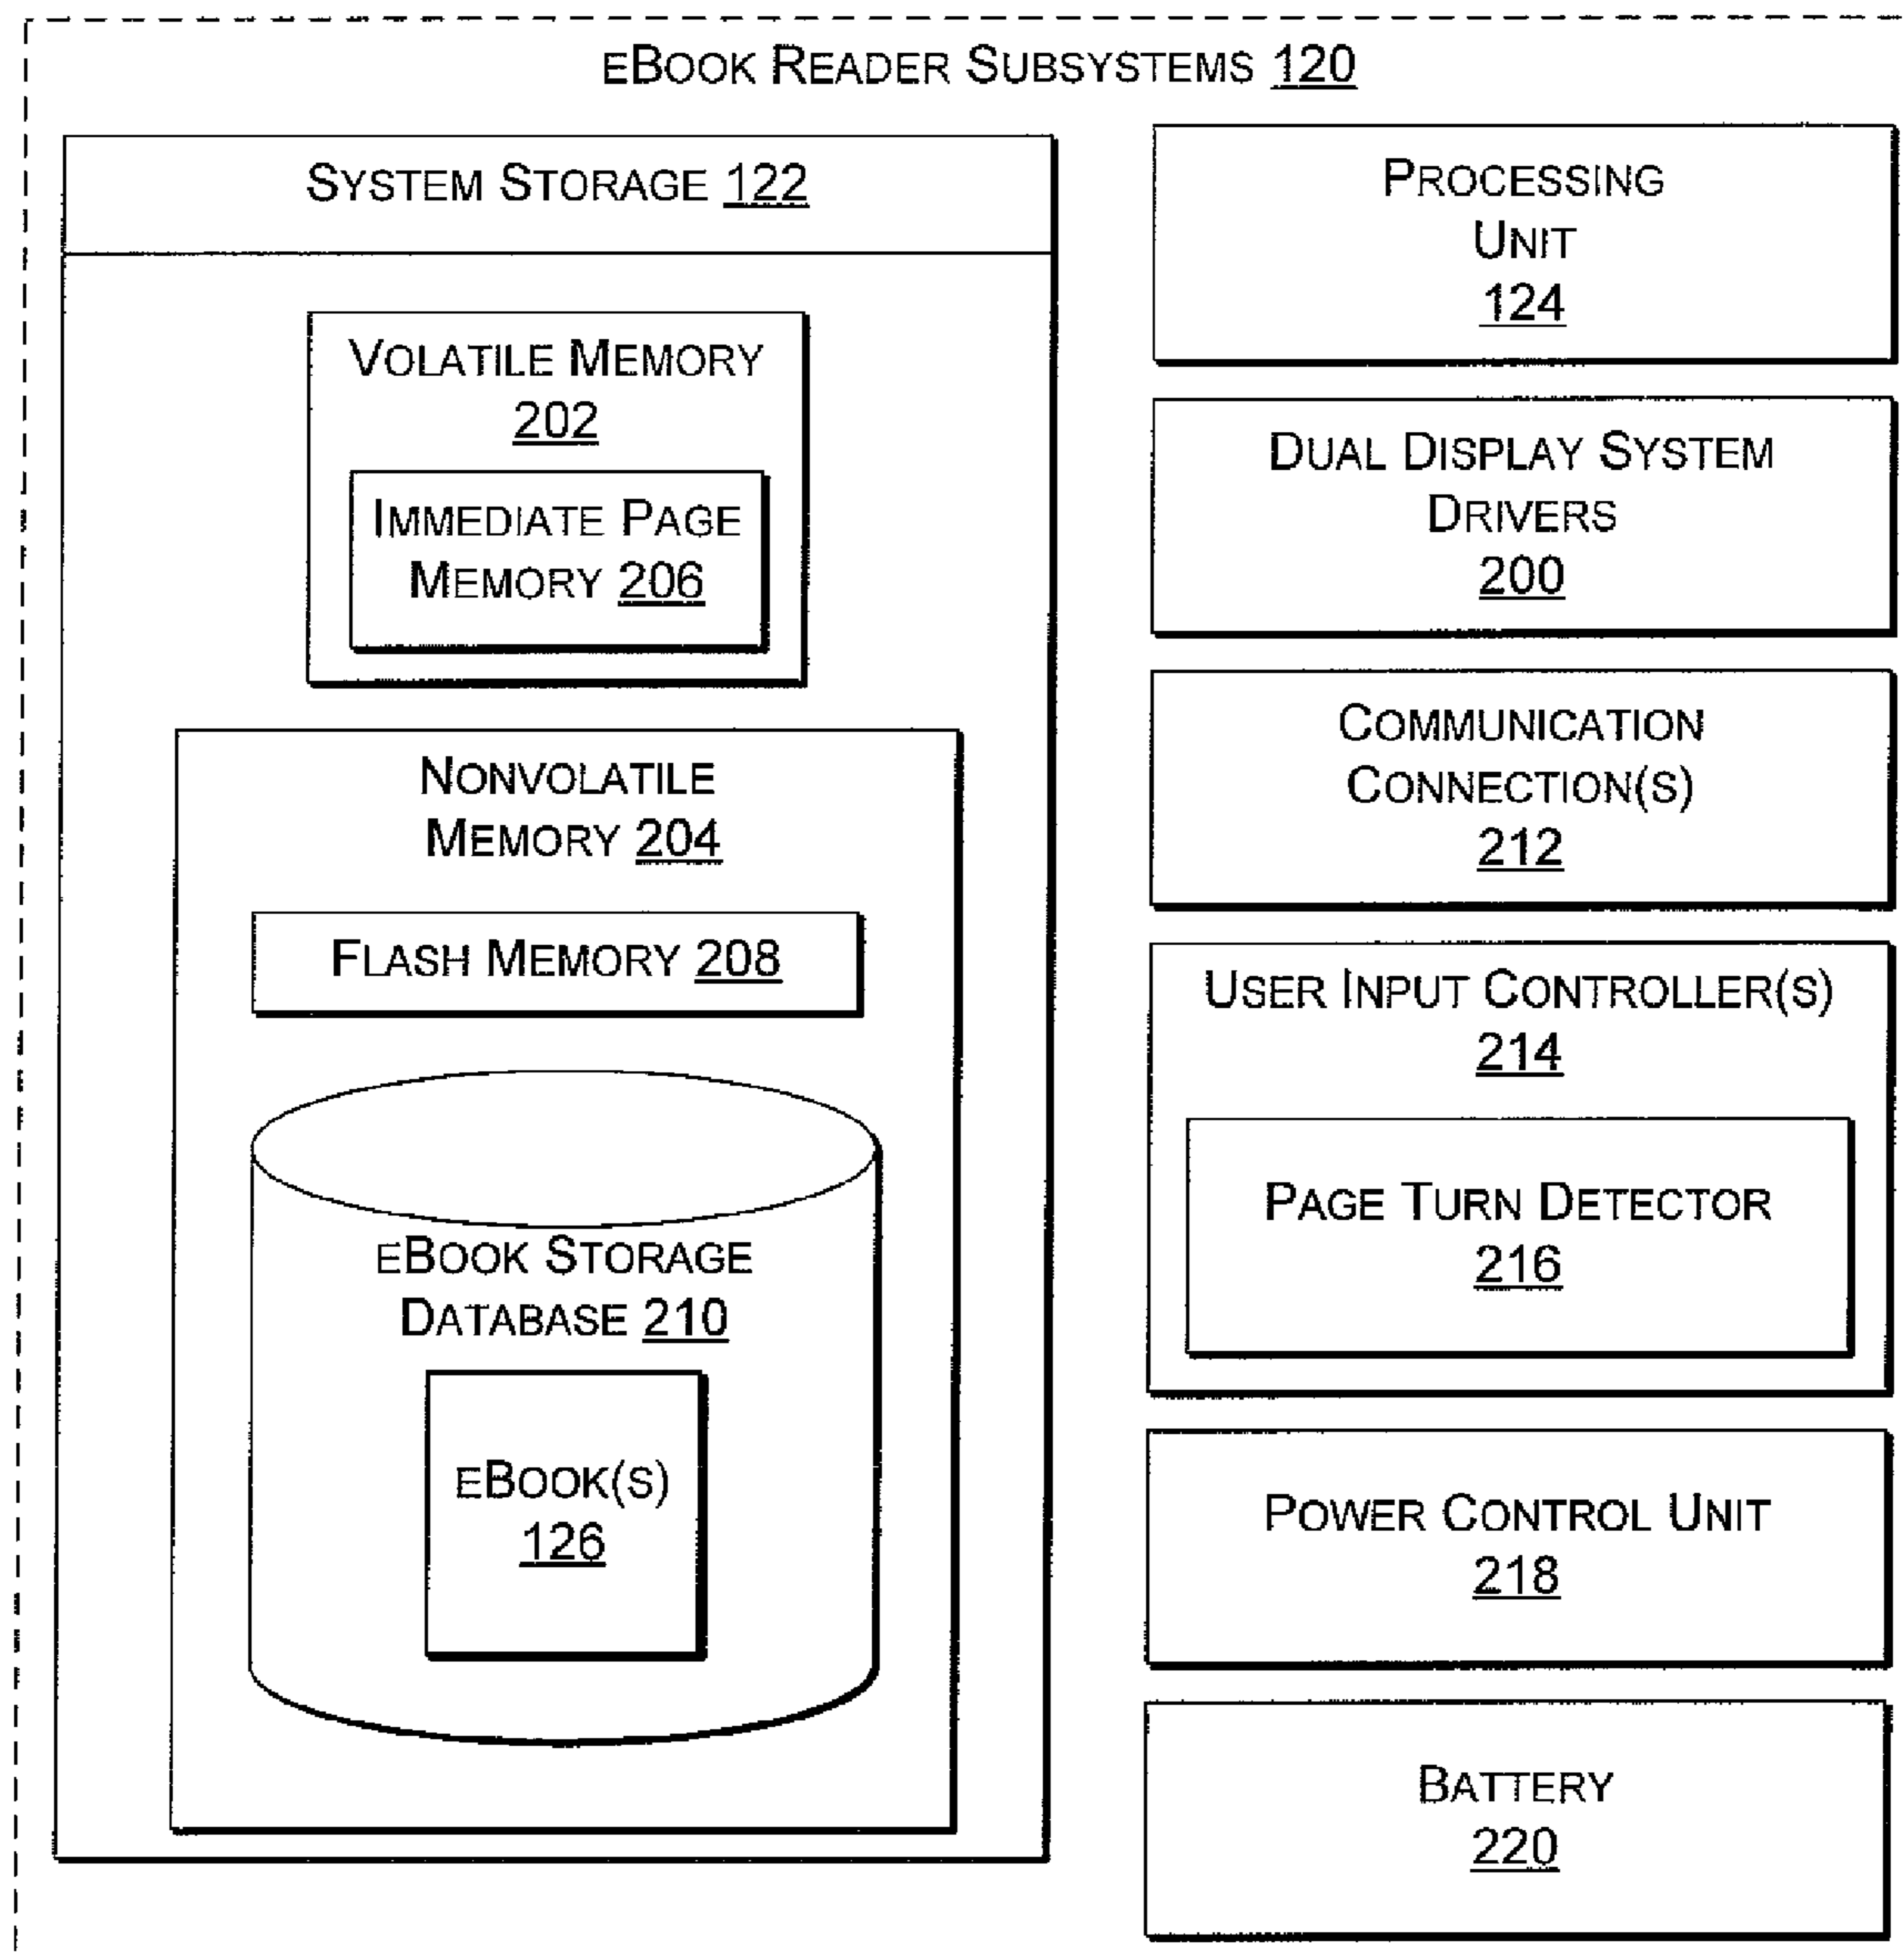 eBook Reader Subsystems 120
System Storage 122
Volatile Memory
202
Immediate Page
Memory 206
Nonvolatile
Memory 204
Flash Memory 208
eBook Storage
Database 210
eBook(s)
126
Processing
Unit
124
Dual Display System
Drivers
200
Communication
Connection(s)
212
User Input Controller(s)
214
Page Turn Detector
216
Power Control Unit
218
Battery
220